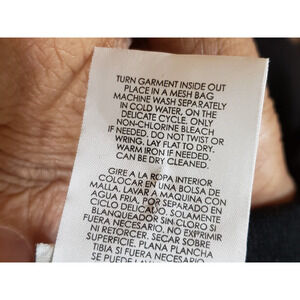 TURN GARMENT INSIDE OUT
PLACE IN A MESH BAG
MACHINE WASH SEPARATELY
IN COLD WATER, ON THE
DELICATE CYCLE. ONLY
NON-CHLORINE BLEACH
IF NEEDED. DO NOT TWIST OR
WRING. LAY FLAT TO DRY.
WARM IRON IF NEEDED.
CAN BE DRY CLEANED.
GIRE A LA ROPA INTERIOR
COLOCAR EN UNA BOLSA DE
MALLA. LAVAR A MAQUINA CON
AGUA FRIA, POR SEPARADO EN
CICLO DELICADO. SOLAMENTE
BLANQUEADOR SIN CLORO SI
FUERA NECESARIO. NO EXPRIMIR
NI RETORCER. SECAR SOBRE
SUPERFICIE. PLANA PLANCHA
TIBIA SI FUERA NECESARIO.
SE PUEDE